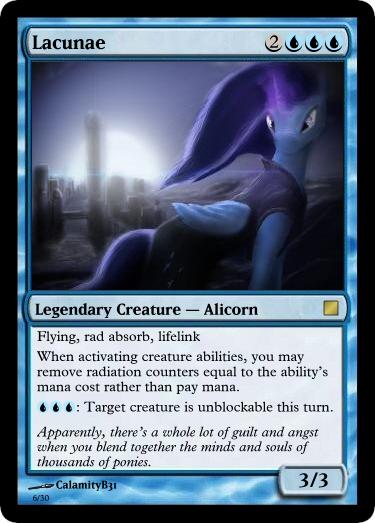 Lacunae 2
Legendary Creature — Alicorn
Flying, rad absorb, lifelink
When activating creature abilities, you may
remove radiation counters equal to the ability's
mana cost rather than pay mana.
: Target creature is unblockable this turn.
Apparently, there's a whole lot of guilt and angst
when you blend together the minds and souls of
thousands of ponies.
3/3
CalamityB31
6/30